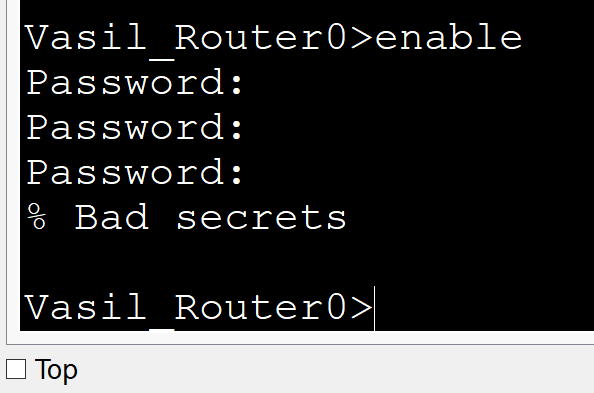 Vasil_Router0>enable
Password:
Password:
Password:
% Bad secrets
Vasil_Router0>
Top